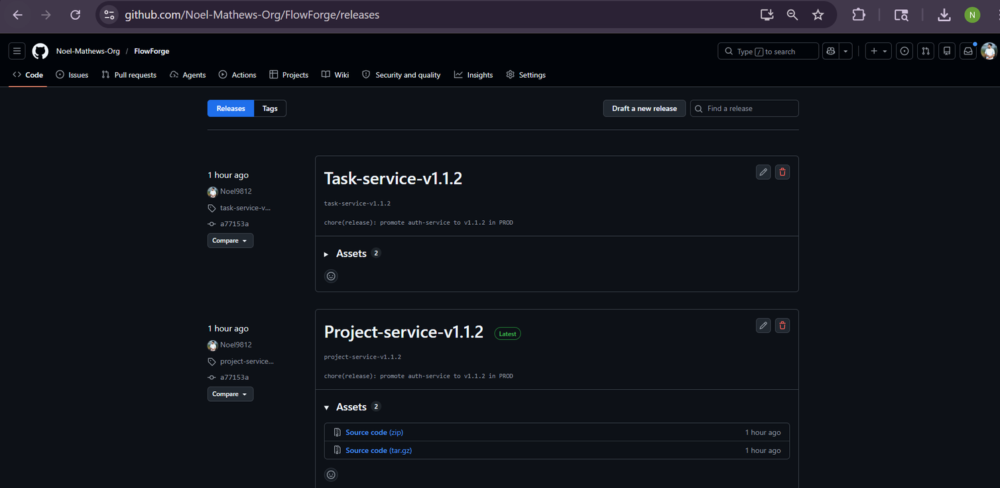 github.com/Noel-Mathews-Org/FlowForge/releases
N
Noel-Mathews-Org / FlowForge
Type / to search
Code Issues Pull requests Agents Actions Projects Wiki Security and quality Insights Settings
Releases Tags
Draft a new release
Find a release
1 hour ago
Noel9812
task-service-v...
a77153a
Compare
Task-service-v1.1.2
task-service-v1.1.2
chore(release): promote auth-service to v1.1.2 in PROD
Assets 2
1 hour ago
Noel9812
project-service...
a77153a
Compare
Project-service-v1.1.2 Latest
project-service-v1.1.2
chore(release): promote auth-service to v1.1.2 in PROD
Assets 2
Source code (zip) 1 hour ago
Source code (tar.gz) 1 hour ago